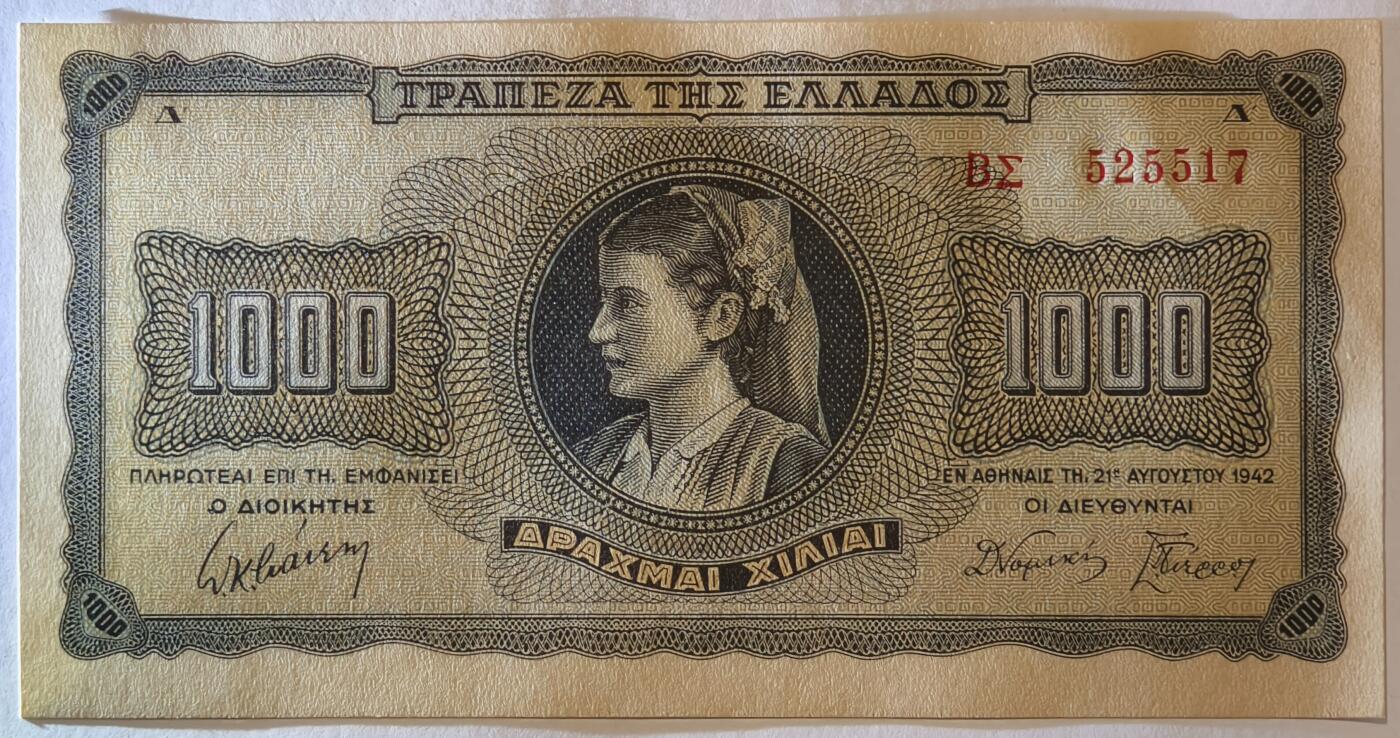 1000 ΤΡΑΠΕΖΑ ΤΗΣ ΕΛΛΑΔΟΣ 1000
Δ Δ
ΒΣ 525517
1000 1000
ΠΛΗΡΩΤΕΑΙ ΕΠΙ ΤΗ, ΕΜΦΑΝΙΣΕΙ
ΕΝ ΑΘΗΝΑΙΣ ΤΗ, 21ῃ ΑΥΓΟΥΣΤΟΥ 1942
Ο ΔΙΟΙΚΗΤΗΣ
ΟΙ ΔΙΕΥΘΥΝΤΑΙ
ΔΡΑΧΜΑΙ ΧΙΛΙΑΙ
1000 1000